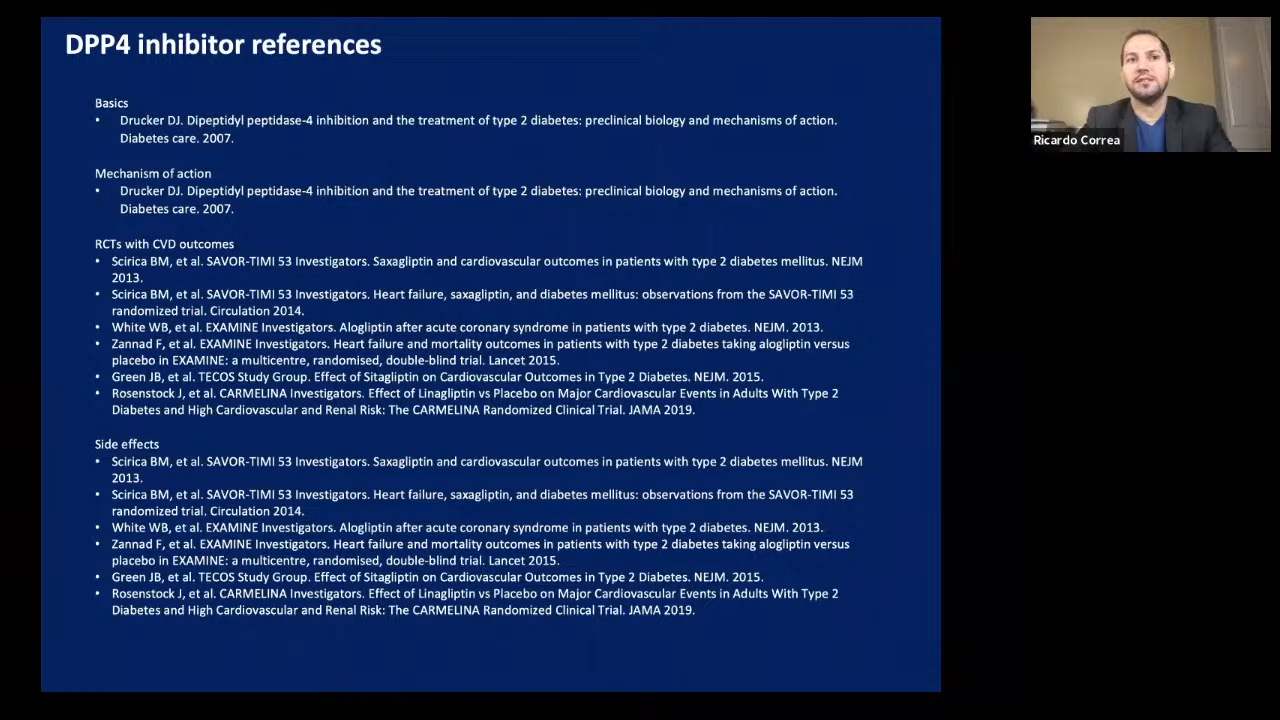 DPP4 inhibitor references
Basics
• Drucker DJ. Dipeptidyl peptidase-4 inhibition and the treatment of type 2 diabetes: preclinical biology and mechanisms of action.
Diabetes care. 2007.
Mechanism of action
• Drucker DJ. Dipeptidyl peptidase-4 inhibition and the treatment of type 2 diabetes: preclinical biology and mechanisms of action.
Diabetes care. 2007.
RCTs with CVD outcomes
• Scirica BM, et al. SAVOR-TIMI 53 Investigators. Saxagliptin and cardiovascular outcomes in patients with type 2 diabetes mellitus. NEJM
2013.
• Scirica BM, et al. SAVOR-TIMI 53 Investigators. Heart failure, saxagliptin, and diabetes mellitus: observations from the SAVOR-TIMI 53
randomized trial. Circulation 2014.
• White WB, et al. EXAMINE Investigators. Alogliptin after acute coronary syndrome in patients with type 2 diabetes. NEJM. 2013.
• Zannad F, et al. EXAMINE Investigators. Heart failure and mortality outcomes in patients with type 2 diabetes taking alogliptin versus
placebo in EXAMINE: a multicentre, randomised, double-blind trial. Lancet 2015.
• Green JB, et al. TECOS Study Group. Effect of Sitagliptin on Cardiovascular Outcomes in Type 2 Diabetes. NEJM. 2015.
• Rosenstock J, et al. CARMELINA Investigators. Effect of Linagliptin vs Placebo on Major Cardiovascular Events in Adults With Type 2
Diabetes and High Cardiovascular and Renal Risk: The CARMELINA Randomized Clinical Trial. JAMA 2019.
Side effects
• Scirica BM, et al. SAVOR-TIMI 53 Investigators. Saxagliptin and cardiovascular outcomes in patients with type 2 diabetes mellitus. NEJM
2013.
• Scirica BM, et al. SAVOR-TIMI 53 Investigators. Heart failure, saxagliptin, and diabetes mellitus: observations from the SAVOR-TIMI 53
randomized trial. Circulation 2014.
• White WB, et al. EXAMINE Investigators. Alogliptin after acute coronary syndrome in patients with type 2 diabetes. NEJM. 2013.
• Zannad F, et al. EXAMINE Investigators. Heart failure and mortality outcomes in patients with type 2 diabetes taking alogliptin versus
placebo in EXAMINE: a multicentre, randomised, double-blind trial. Lancet 2015.
• Green JB, et al. TECOS Study Group. Effect of Sitagliptin on Cardiovascular Outcomes in Type 2 Diabetes. NEJM. 2015.
• Rosenstock J, et al. CARMELINA Investigators. Effect of Linagliptin vs Placebo on Major Cardiovascular Events in Adults With Type 2
Diabetes and High Cardiovascular and Renal Risk: The CARMELINA Randomized Clinical Trial. JAMA 2019.
Ricardo Correa